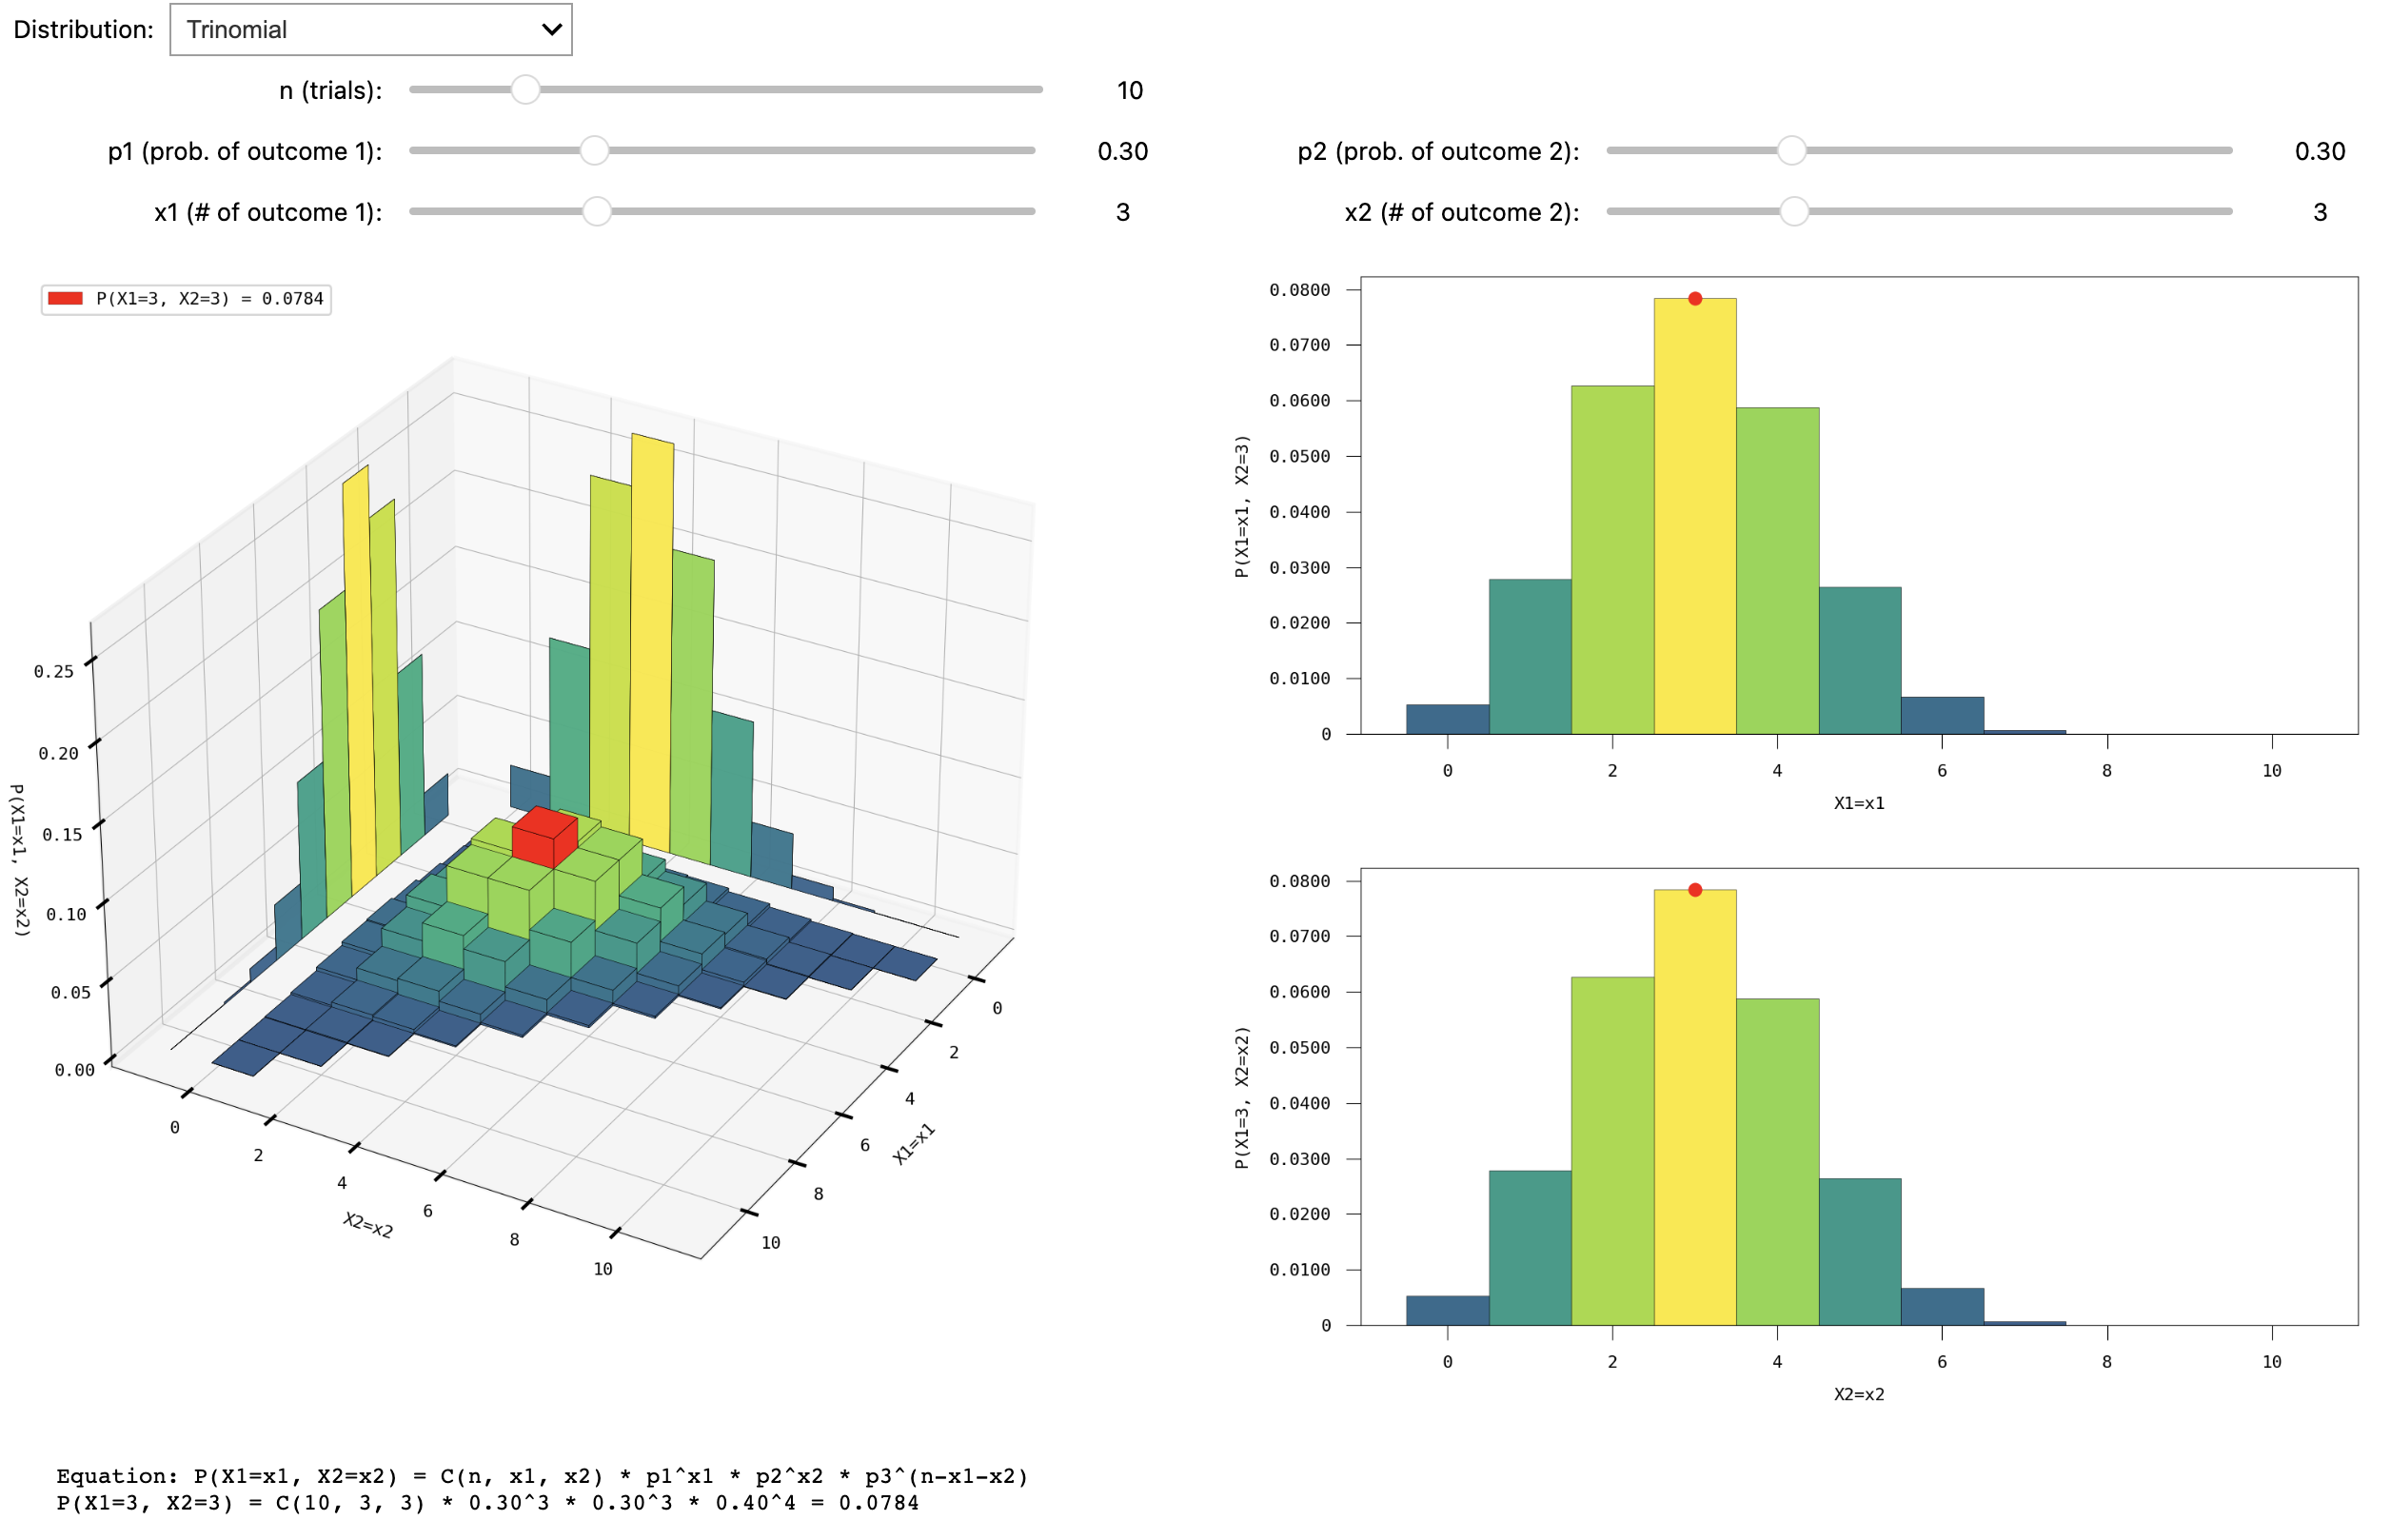 Distribution: Trinomial
n (trials): 10
p1 (prob. of outcome 1): 0.30
p2 (prob. of outcome 2): 0.30
x1 (# of outcome 1): 3
x2 (# of outcome 2): 3
P(X1=3, X2=3) = 0.0784
0.25
0.20
0.15
0.10
0.05
0.00
P(X1=x1, X2=x2)
0
2
4
6
8
10
X2=x2
0
2
4
6
8
10
X1=x1
0.0800
0.0700
0.0600
0.0500
0.0400
0.0300
0.0200
0.0100
0
P(X1=x1, X2=3)
0 2 4 6 8 10
X1=x1
0.0800
0.0700
0.0600
0.0500
0.0400
0.0300
0.0200
0.0100
0
P(X1=3, X2=x2)
0 2 4 6 8 10
X2=x2
Equation: P(X1=x1, X2=x2) = C(n, x1, x2) * p1^x1 * p2^x2 * p3^(n-x1-x2)
P(X1=3, X2=3) = C(10, 3, 3) * 0.30^3 * 0.30^3 * 0.40^4 = 0.0784